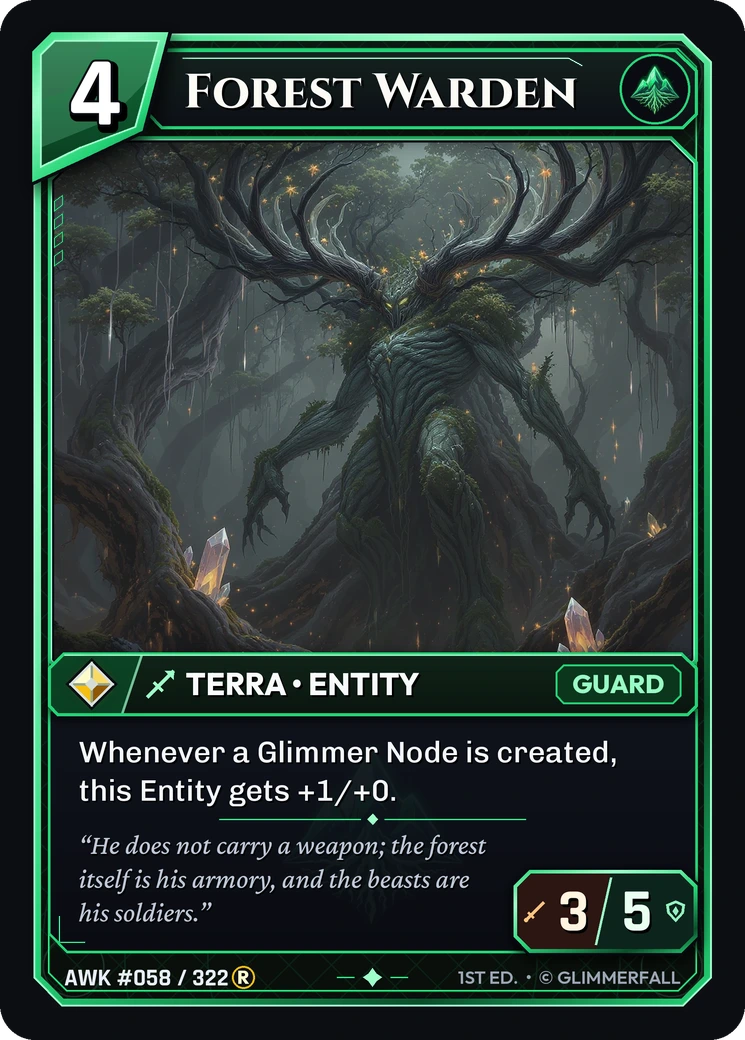 4
FOREST WARDEN
TERRA • ENTITY
GUARD
Whenever a Glimmer Node is created,
this Entity gets +1/+0.
“He does not carry a weapon; the forest
itself is his armory, and the beasts are
his soldiers.”
3/5
AWK #058 / 322 R
1ST ED. • © GLIMMERFALL